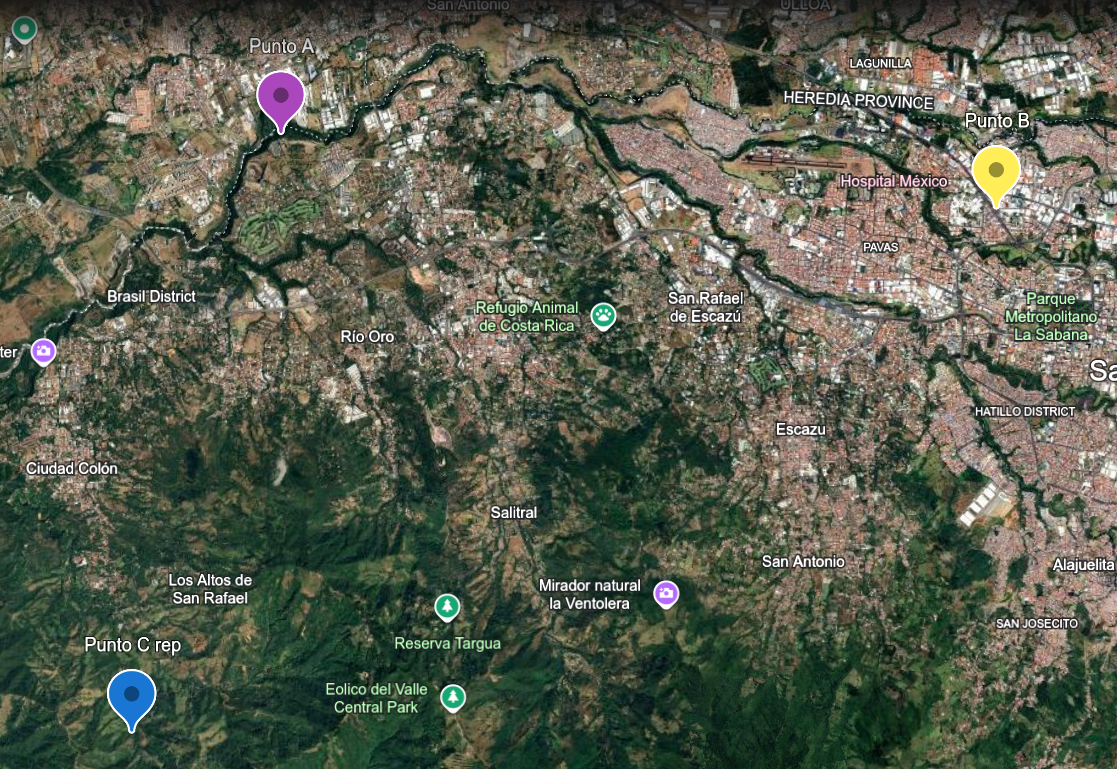 San Antonio
ULLOA
Punto A
LAGUNILLA
HEREDIA PROVINCE
Punto B
Hospital México
PAVAS
Brasil District
Refugio Animal
de Costa Rica
San Rafael
de Escazú
Parque
Metropolitano
La Sabana
Río Oro
ter
Sa
HATILLO DISTRICT
Escazu
Ciudad Colón
Salitral
San Antonio
Alajuelita
Los Altos de
San Rafael
Mirador natural
la Ventolera
SAN JOSECITO
Reserva Targua
Punto C rep
Eolico del Valle
Central Park